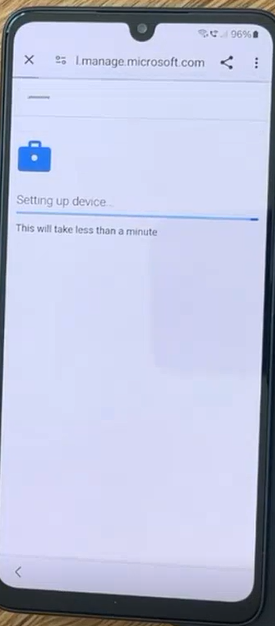 96%
l.manage.microsoft.com
Setting up device...
This will take less than a minute